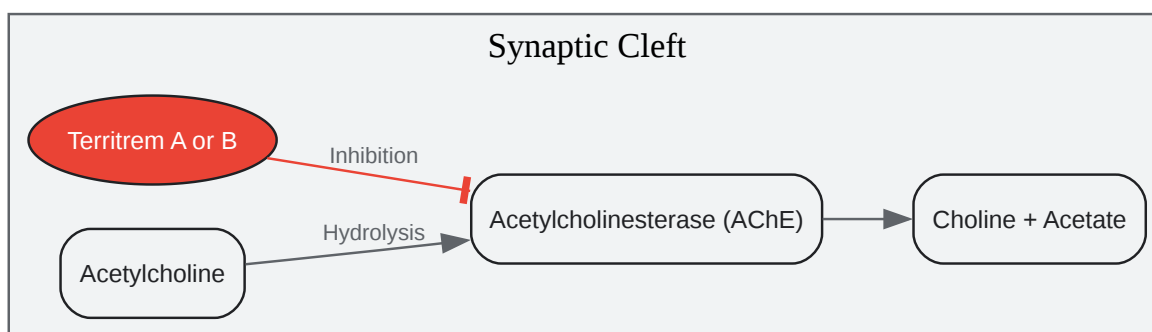 Synaptic Cleft
Territrem A or B
Inhibition
Acetylcholinesterase (AChE)
Choline + Acetate
Hydrolysis
Acetylcholine